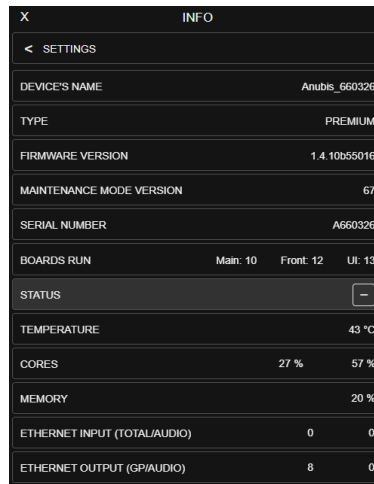 X INFO
< SETTINGS
DEVICE'S NAME Anubis_660326
TYPE PREMIUM
FIRMWARE VERSION 1.4.10b55016
MAINTENANCE MODE VERSION 67
SERIAL NUMBER A660326
BOARDS RUN Main: 10 Front: 12 UI: 13
STATUS −
TEMPERATURE 43 °C
CORES 27 % 57 %
MEMORY 20 %
ETHERNET INPUT (TOTAL/AUDIO) 0 0
ETHERNET OUTPUT (GP/AUDIO) 8 0